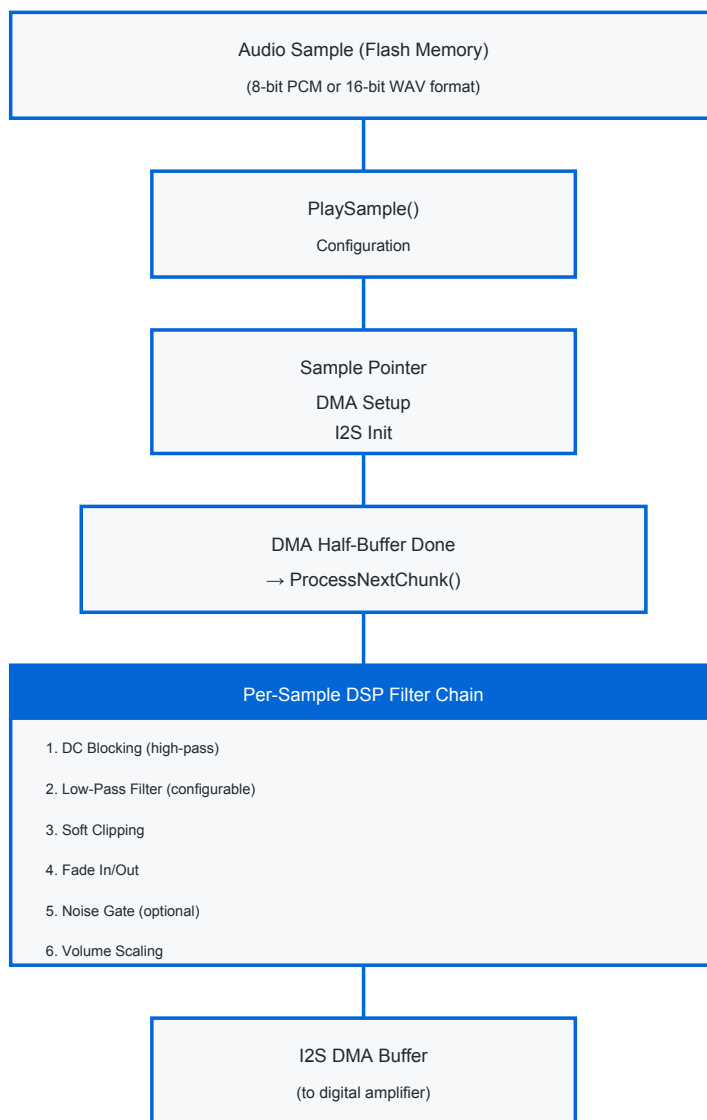 Audio Sample (Flash Memory)
(8-bit PCM or 16-bit WAV format)
PlaySample()
Configuration
Sample Pointer
DMA Setup
I2S Init
DMA Half-Buffer Done
→ ProcessNextChunk()
Per-Sample DSP Filter Chain
1. DC Blocking (high-pass)
2. Low-Pass Filter (configurable)
3. Soft Clipping
4. Fade In/Out
5. Noise Gate (optional)
6. Volume Scaling
I2S DMA Buffer
(to digital amplifier)